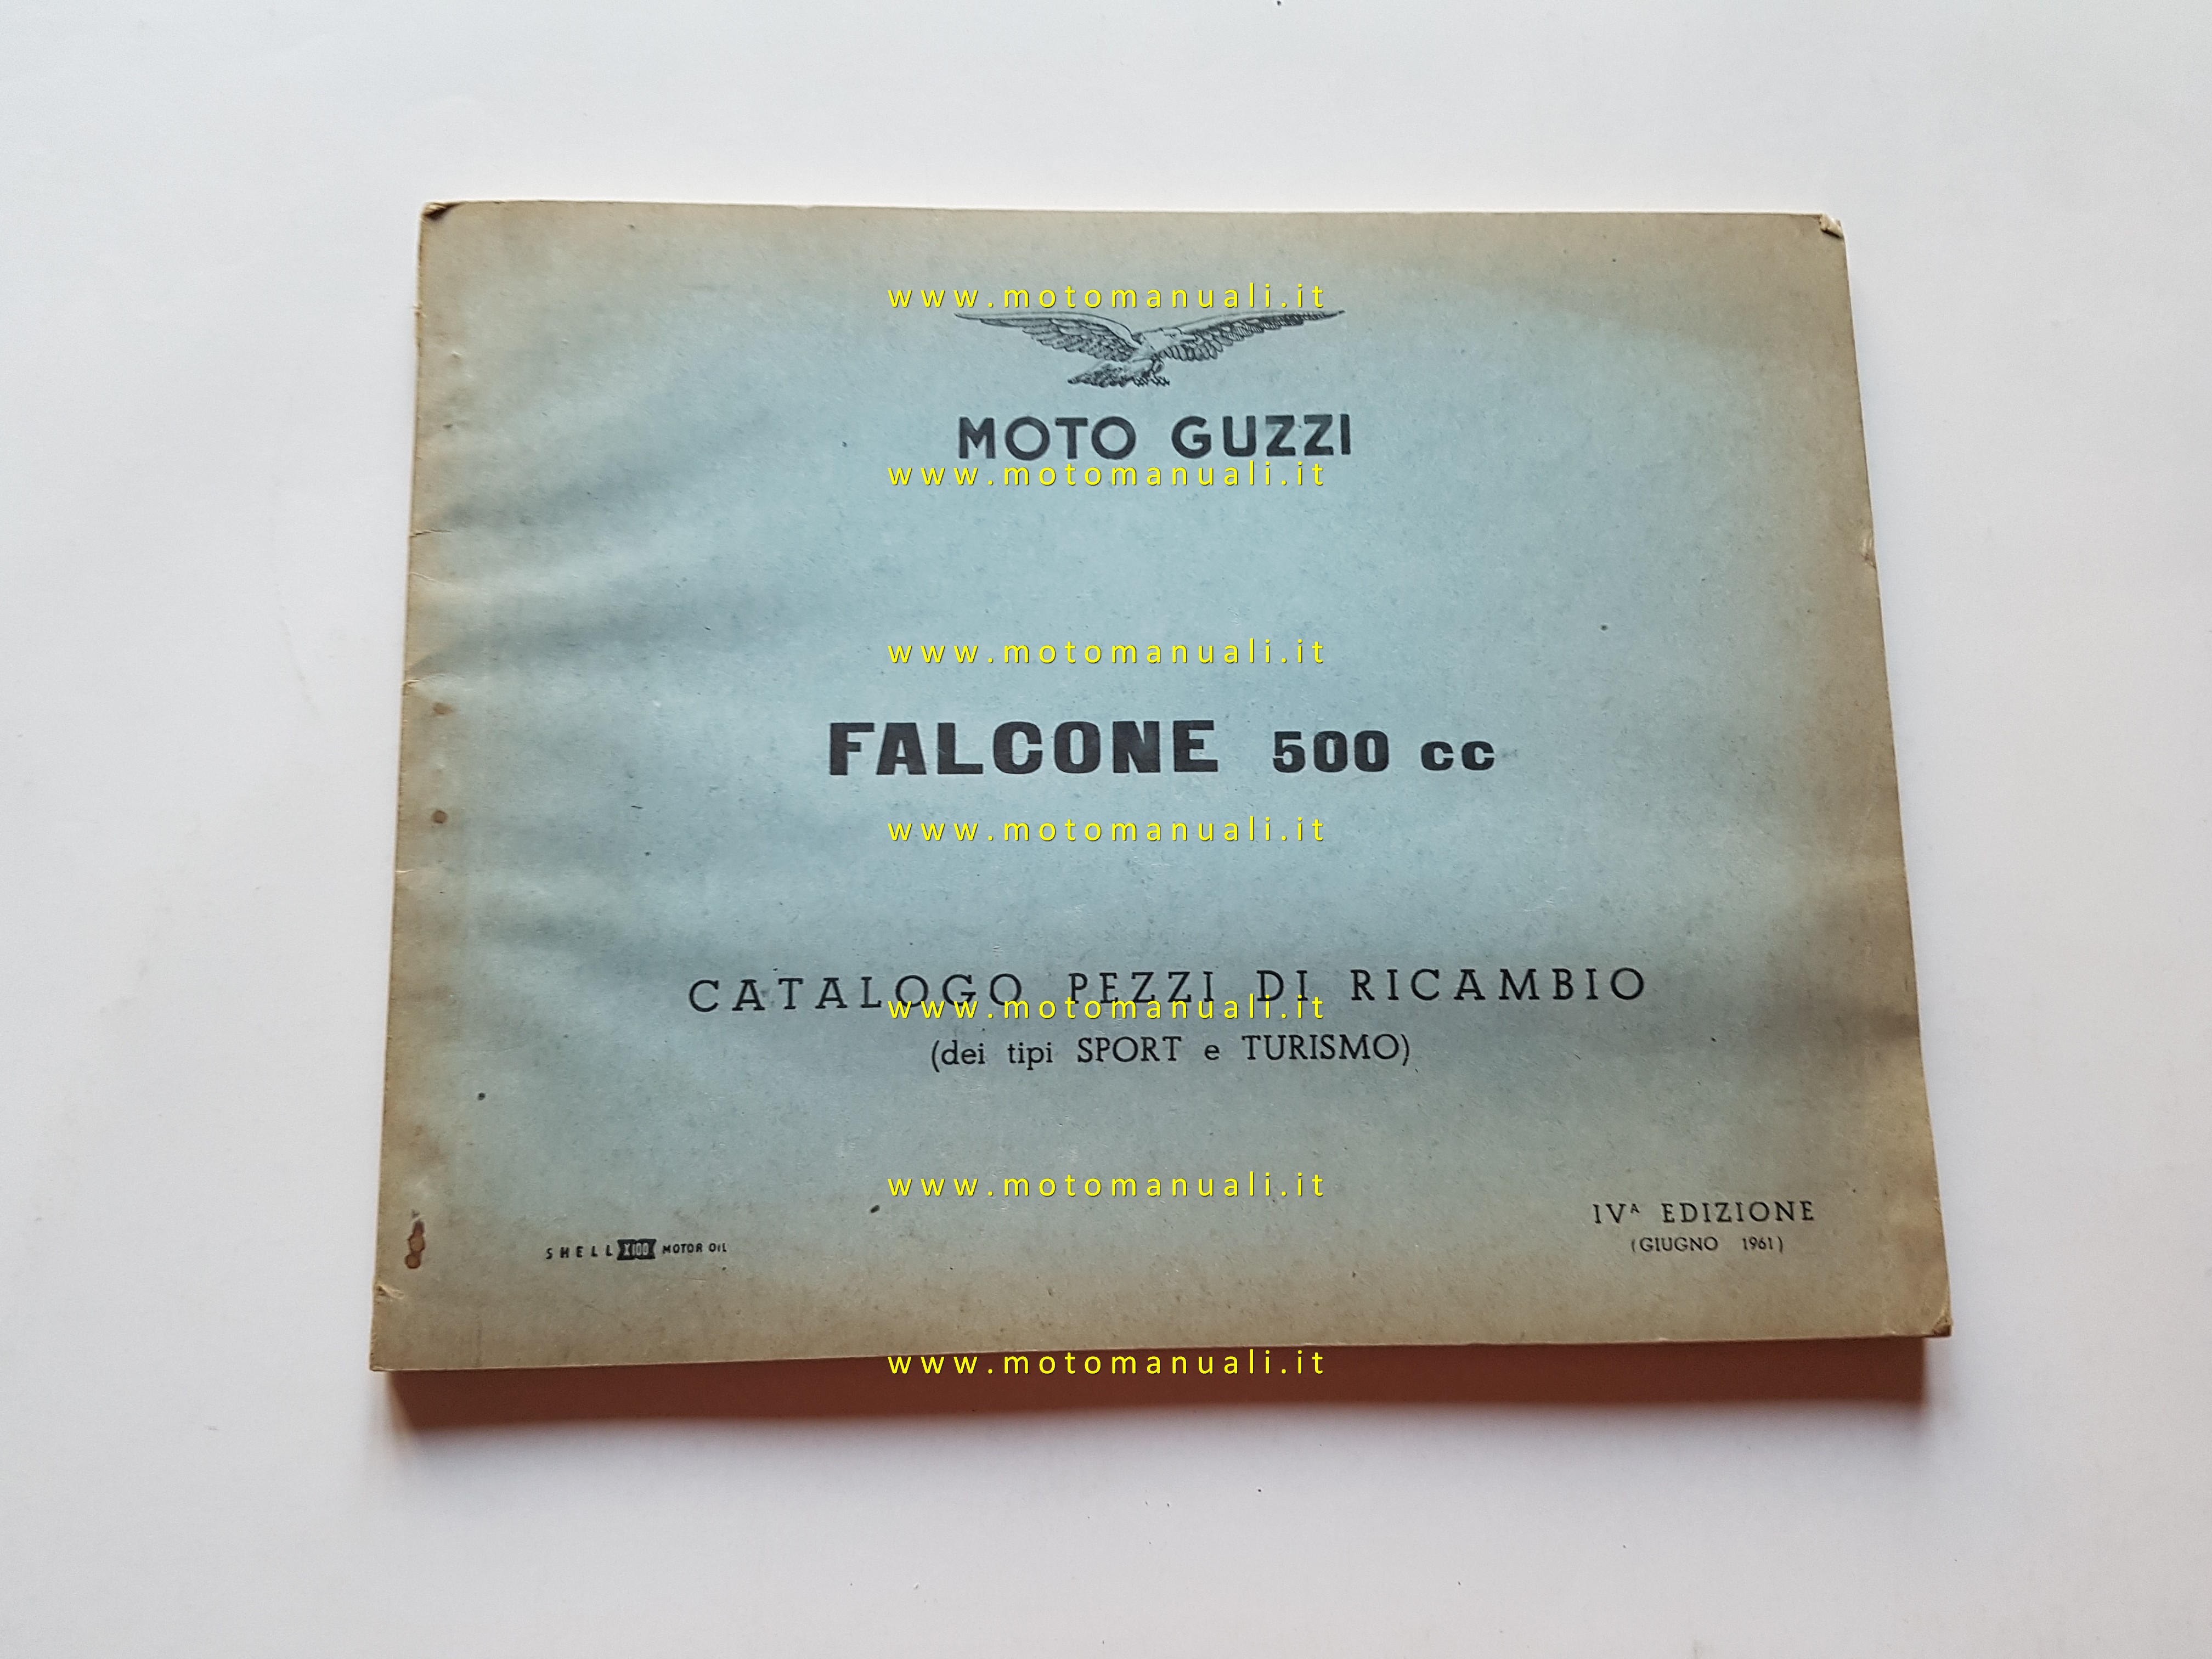 www.motomanuali.it
MOTO GUZZI
www.motomanuali.it
www.motomanuali.it
FALCONE 500 cc
www.motomanuali.it
CATALOGO PEZZI DI RICAMBIO
www.motomanuali.it
(dei tipi SPORT e TURISMO)
www.motomanuali.it
IVᴬ EDIZIONE
(GIUGNO 1961)
SHELL X100 MOTOR OIL
www.motomanuali.it